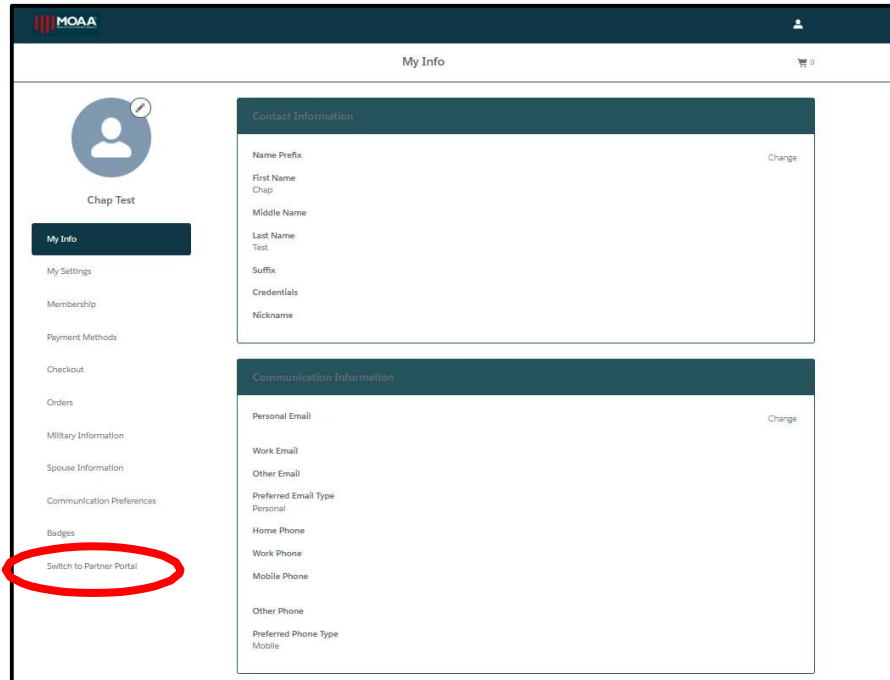 MOAA
My Info
0
Chap Test
My Info
My Settings
Membership
Payment Methods
Checkout
Orders
Military Information
Spouse Information
Communication Preferences
Badges
Switch to Partner Portal
Contact Information
Name Prefix
Change
First Name
Chap
Middle Name
Last Name
Test
Suffix
Credentials
Nickname
Communication Information
Personal Email
Change
Work Email
Other Email
Preferred Email Type
Personal
Home Phone
Work Phone
Mobile Phone
Other Phone
Preferred Phone Type
Mobile